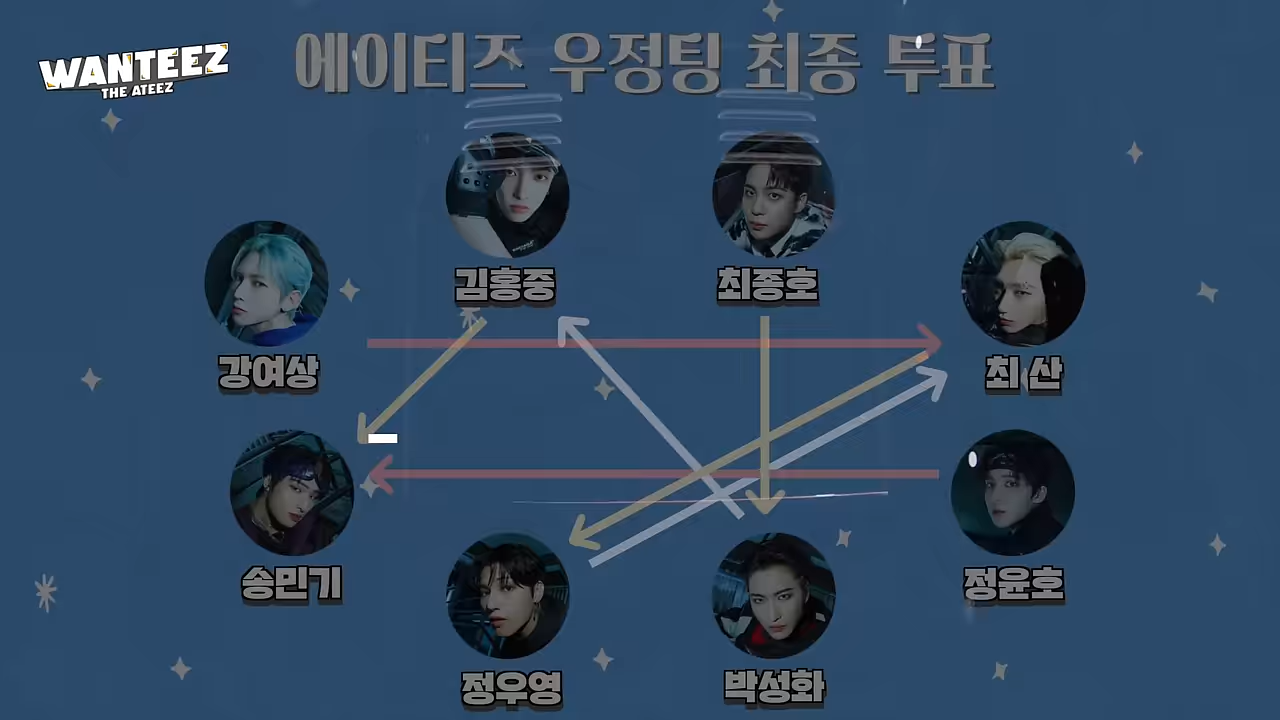 WANTEEZ
THE ATEEZ
에이티즈 우정팅 최종 투표
김홍중
최종호
강여상
최 산
송민기
정윤호
정우영
박성화